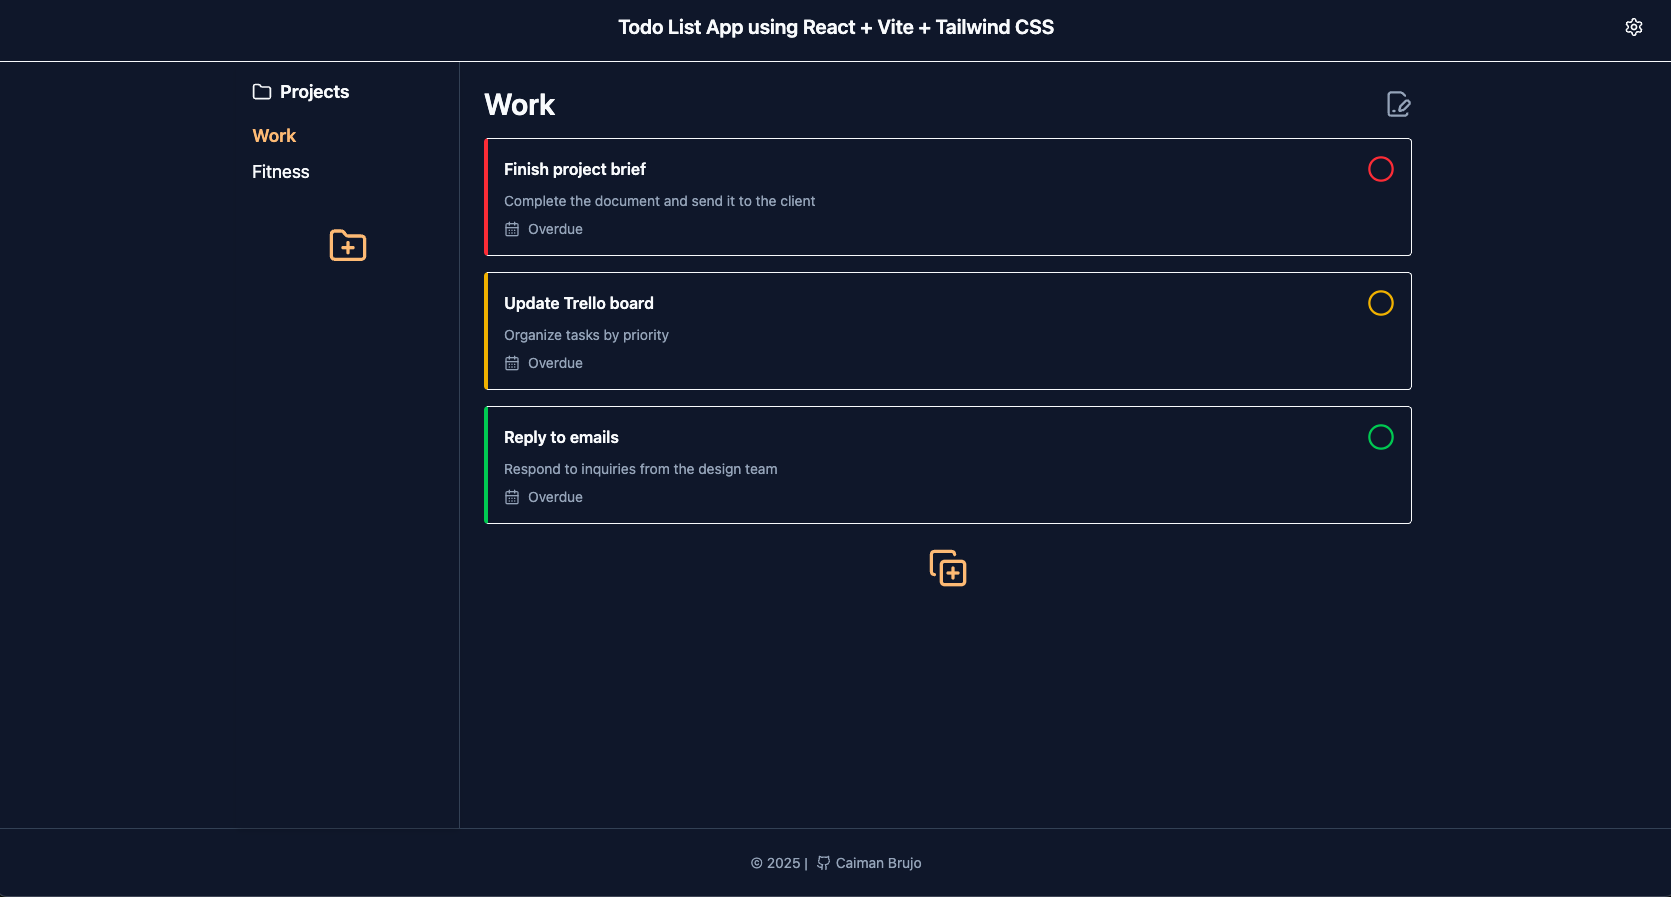 Todo List App using React + Vite + Tailwind CSS
Projects
Work
Fitness
Work
Finish project brief
Complete the document and send it to the client
Overdue
Update Trello board
Organize tasks by priority
Overdue
Reply to emails
Respond to inquiries from the design team
Overdue
© 2025 | Caiman Brujo